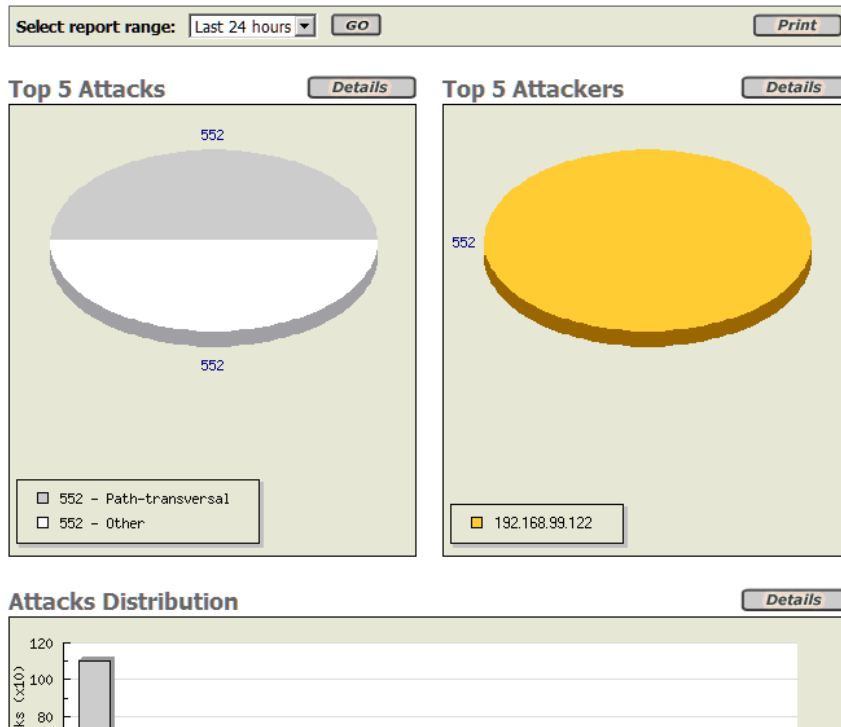 Select report range: Last 24 hours GO Print
Top 5 Attacks Details
Top 5 Attackers Details
552
552
552
552 - Path-transversal
552 - Other
192.168.99.122
Attacks Distribution Details
120
100
80
(x10)